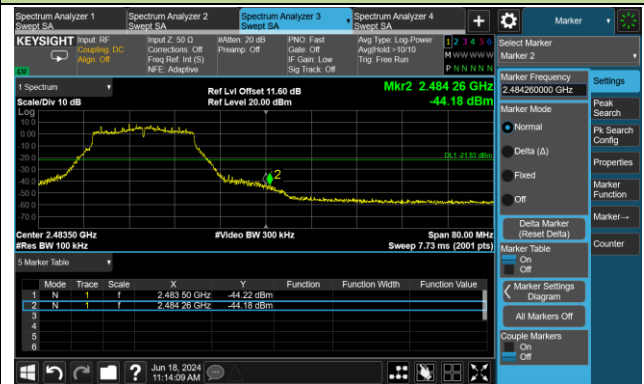 Spectrum Analyzer 1
Swept SA
Spectrum Analyzer 2
Swept SA
Spectrum Analyzer 3
Swept SA
Spectrum Analyzer 4
Swept SA
+
Marker
KEYSIGHT
Input: RF
Coupling: DC
Align: Off
Input Z: 50 Ω
Corrections: Off
Freq Ref: Int (S)
NFE: Adaptive
#Atten: 20 dB
Preamp: Off
PNO: Fast
Gate: Off
IF Gain: Low
Sig Track: Off
Avg Type: Log-Power
Avg|Hold:>10/10
Trig: Free Run
1 2 3 4 5 6
M W W W W W
P N N N N N
Select Marker
Marker 2
1 Spectrum
Scale/Div 10 dB
Ref Lvl Offset 11.60 dB
Ref Level 20.00 dBm
Mkr2 2.484 26 GHz
-44.18 dBm
Log
10.0
0.00
-10.0
-20.0
-30.0
-40.0
-50.0
-60.0
-70.0
DL1 -21.83 dBm
2
Center 2.48350 GHz
#Res BW 100 kHz
#Video BW 300 kHz
Span 80.00 MHz
Sweep 7.73 ms (2001 pts)
5 Marker Table
Mode Trace Scale X Y Function Function Width Function Value
1 N 1 f 2.483 50 GHz -44.22 dBm
2 N 1 f 2.484 26 GHz -44.18 dBm
3
4
5
6
Marker Frequency
2.484260000 GHz
Marker Mode
Normal
Delta (Δ)
Fixed
Off
Delta Marker
(Reset Delta)
Marker Table
On
Off
Marker Settings
Diagram
All Markers Off
Couple Markers
On
Off
Settings
Peak
Search
Pk Search
Config
Properties
Marker
Function
Marker→
Counter
?
Jun 18, 2024
11:14:09 AM